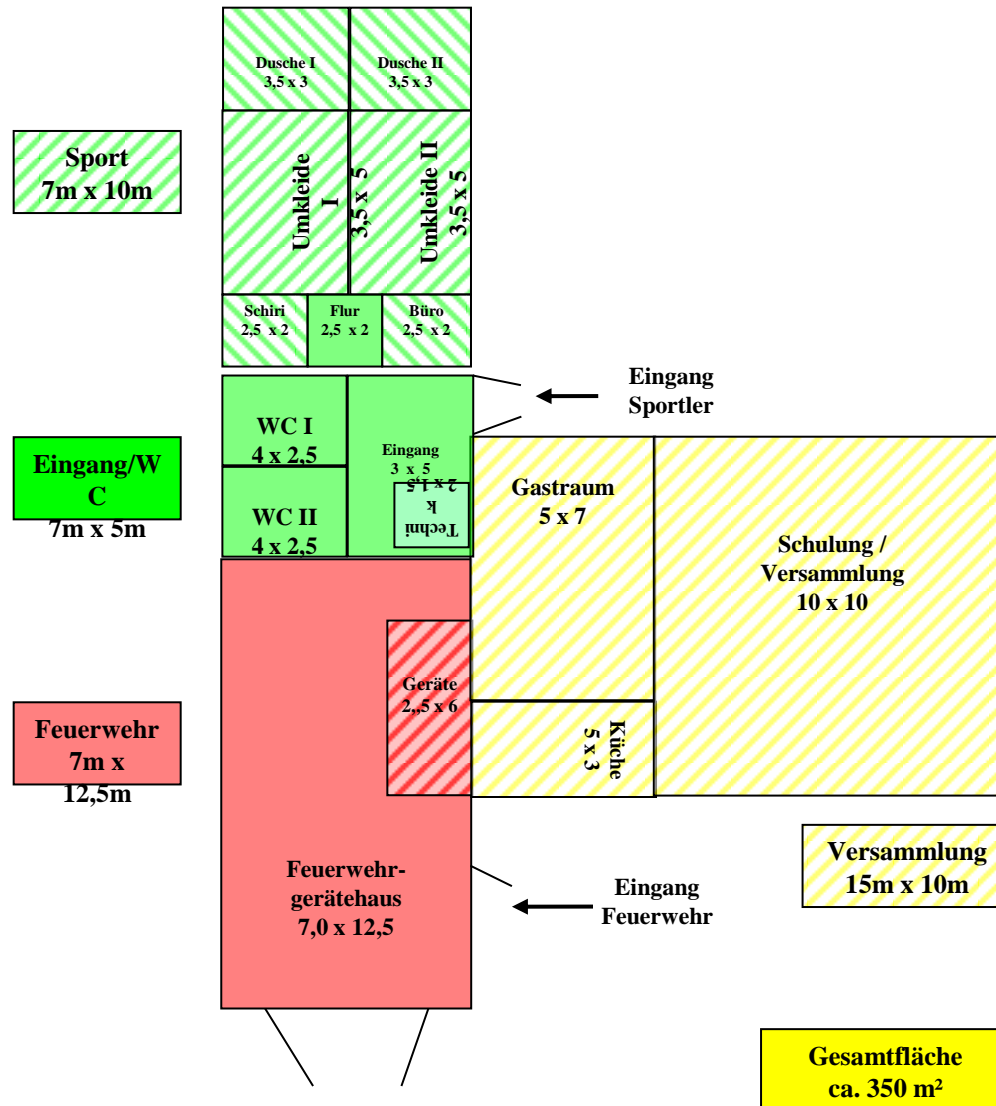 Dusche I
3,5 x 3
Dusche II
3,5 x 3
Sport
7m x 10m
Umkleide
I
3,5 x 5
Umkleide II
3,5 x 5
Schiri
2,5 x 2
Flur
2,5 x 2
Büro
2,5 x 2
Eingang
Sportler
Eingang/W
C
7m x 5m
WC I
4 x 2,5
WC II
4 x 2,5
Eingang
3 x 5
Techni
k
2 x 1,5
Gastraum
5 x 7
Schulung /
Versammlung
10 x 10
Geräte
2,,5 x 6
Küche
5 x 3
Feuerwehr
7m x
12,5m
Feuerwehr-
gerätehaus
7,0 x 12,5
Eingang
Feuerwehr
Versammlung
15m x 10m
Gesamtfläche
ca. 350 m²